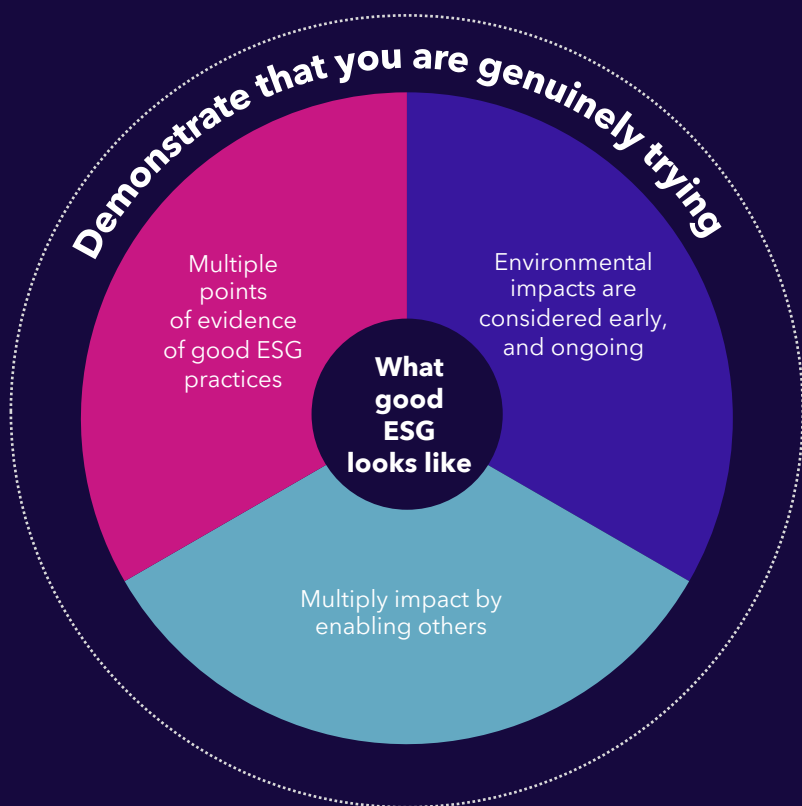 Demonstrate that you are genuinely trying
Multiple
points
of evidence
of good ESG
practices
Environmental
impacts are
considered early,
and ongoing
What
good
ESG
looks like
Multiply impact by
enabling others